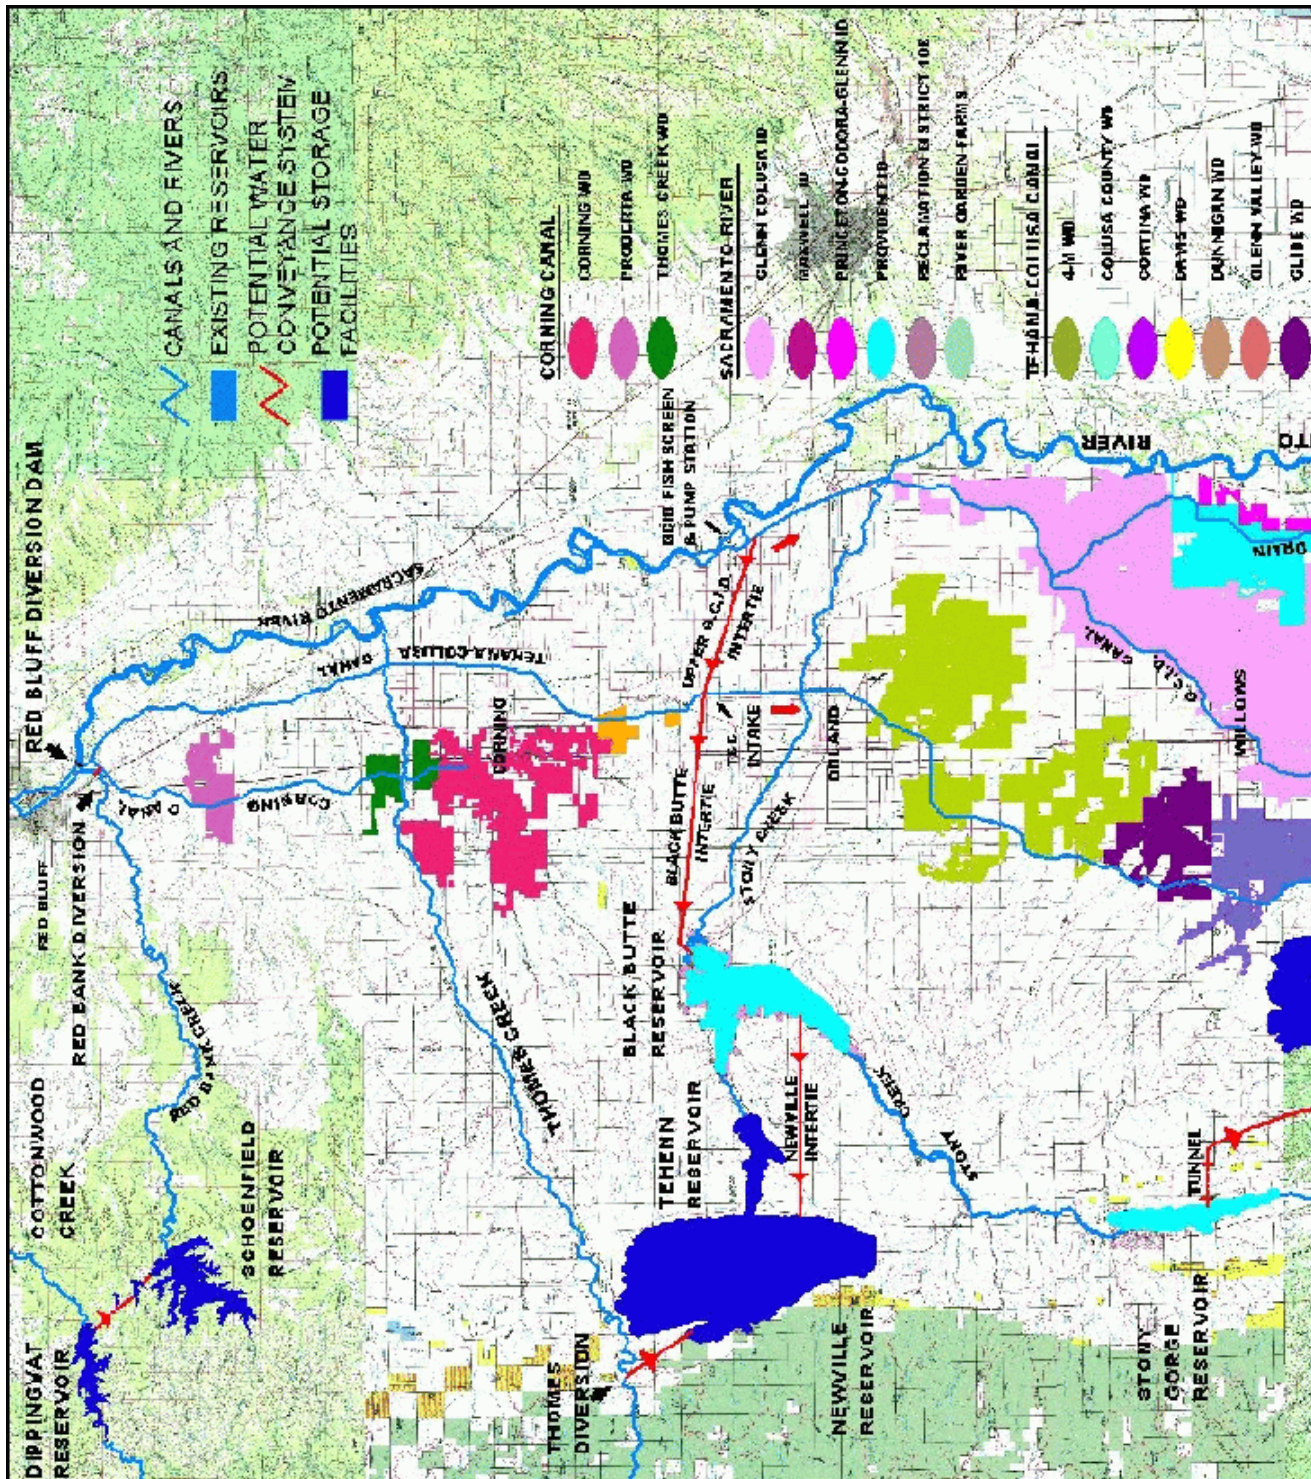 RED BLUFF DIVERSION DAM
RED BLUFF
RED BANK DIVERSION
COTTONWOOD
CREEK
DIPPINGVAT
RESERVOIR
SCHOENFIELD
RESERVOIR
RED BANK CREEK
CORNING
CANAL
SACRAMENTO RIVER
CANAL
TEHAMA-COLUSA
CORNING
THOMES CREEK
THOMES
DIVERSION
BLACK BUTTE
RESERVOIR
TEHENN
RESERVOIR
NEWVILLE
RESERVOIR
NEWVILLE
INTERTIE
BLACK BUTTE
INTERTIE
UPPER G.C.I.D.
INTERTIE
GCID FISH SCREEN
& PUMP STATION
INTAKE
ORLAND
STONY CREEK
STONY
CREEK
STONY
GORGE
RESERVOIR
TUNNEL
WILLOWS
G.C.I.D.
CANAL
DRAIN
RIVER
TO
CANALS AND RIVERS
EXISTING RESERVOIRS
POTENTIAL WATER
CONVEYANCE SYSTEM
POTENTIAL STORAGE
FACILITIES
CORNING CANAL
CORNING WD
PROBERTA WD
THOMES CREEK WD
SACRAMENTO RIVER
GLENN COLUSA ID
MAXWELL ID
PRINCETON-CODORA-GLENN ID
PROVIDENT ID
RECLAMATION DISTRICT 108
RIVER GARDEN FARMS
TEHAMA COLUSA CANAL
4-M WD
COLUSA COUNTY WD
CORTINA WD
DAVIS WD
DUNNIGAN WD
GLENN VALLEY WD
GLIDE WD